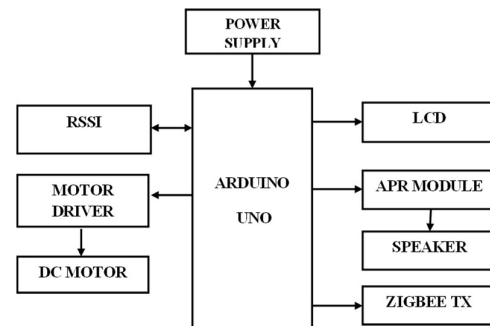 POWER
SUPPLY
RSSI
MOTOR
DRIVER
DC MOTOR
ARDUINO
UNO
LCD
APR MODULE
SPEAKER
ZIGBEE TX